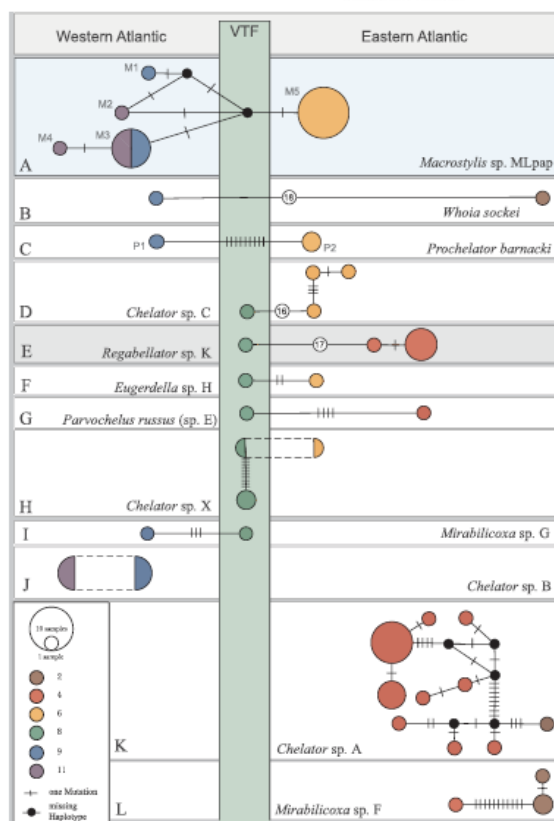 Western Atlantic VTF Eastern Atlantic
M1
M2 M5
M4 M3
A Macrostylis sp. MLpap
18
B Whoia sockei
C P1 P2 Prochelator barnacki
D Chelator sp. C 16
17
E Regabellator sp. K
F Eugerdella sp. H
G Parvochelus russus (sp. E)
H Chelator sp. X
I Mirabilicoxa sp. G
J Chelator sp. B
10 samples
1 sample
2
4
6
8
9
11
one Mutation
missing
Haplotype
K Chelator sp. A
L Mirabilicoxa sp. F